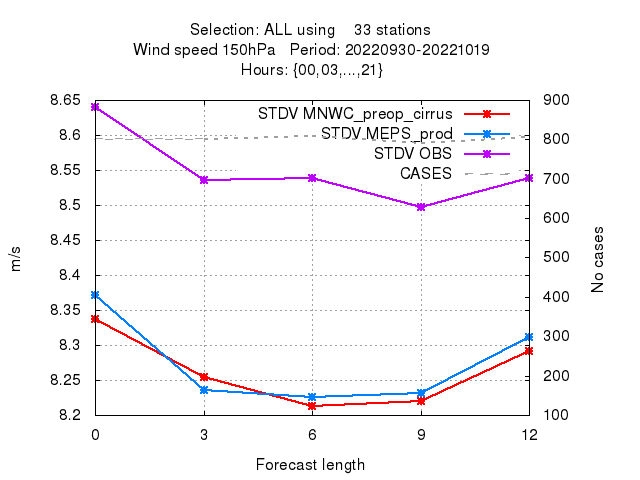 Selection: ALL using    33 stations
Wind speed 150hPa   Period: 20220930-20221019
Hours: {00,03,...,21}
STDV MNWC_preop_cirrus
STDV MEPS_prod
STDV OBS
CASES
m/s
8.65
8.6
8.55
8.5
8.45
8.4
8.35
8.3
8.25
8.2
900
800
700
600
500
400
300
200
100
No cases
0 3 6 9 12
Forecast length